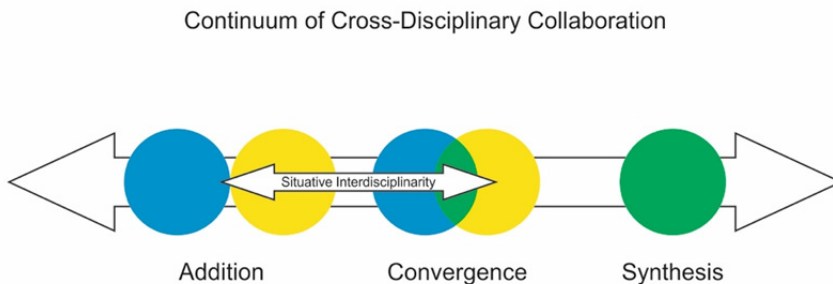 Continuum of Cross-Disciplinary Collaboration
Situative Interdisciplinarity
Addition
Convergence
Synthesis